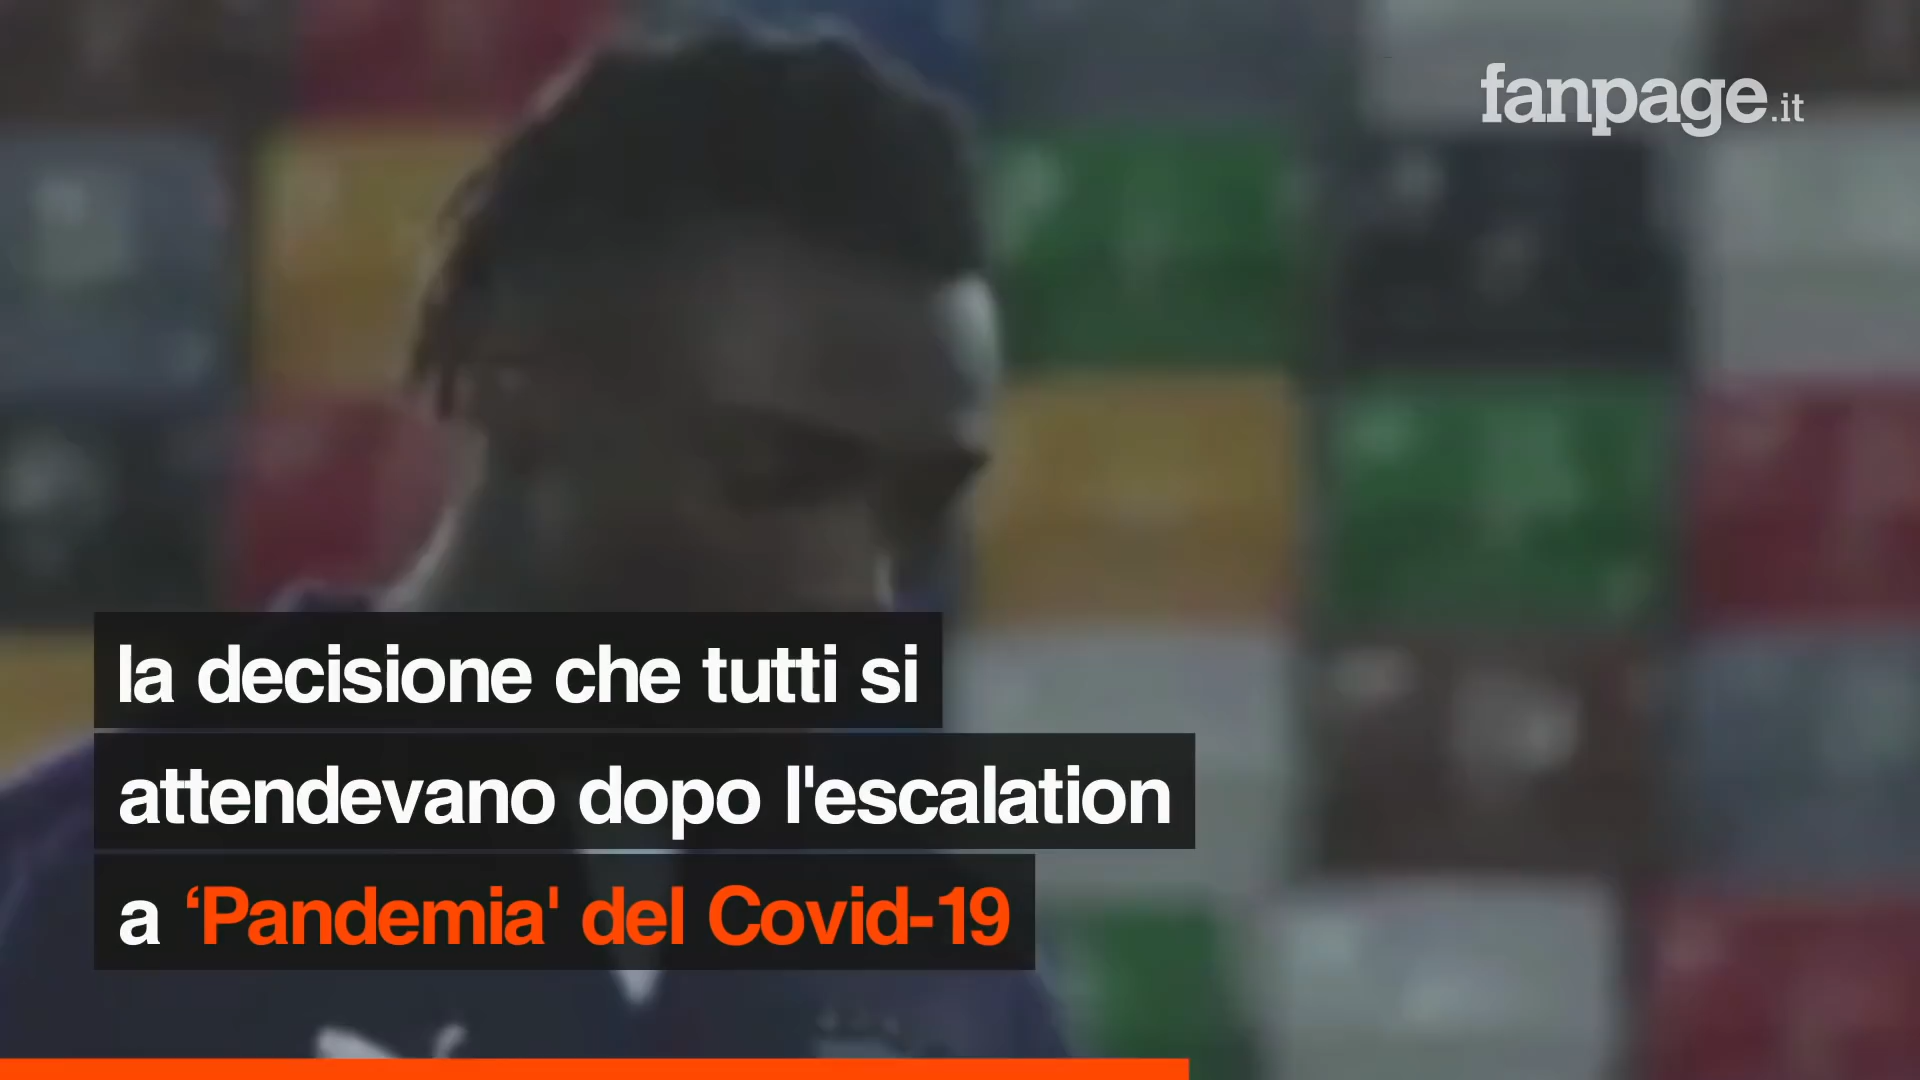 fanpage.it
la decisione che tutti si
attendevano dopo l'escalation
a ‘Pandemia' del Covid-19